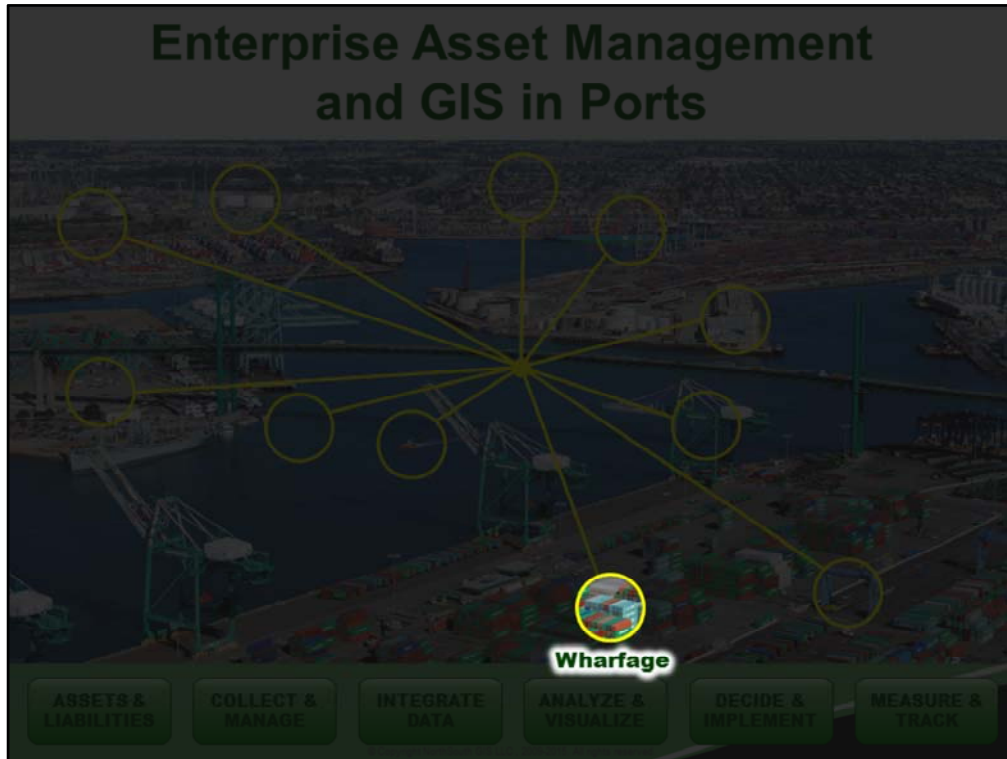 Enterprise Asset Management
and GIS in Ports
Wharfage
ASSETS &
LIABILITIES
COLLECT &
MANAGE
INTEGRATE
DATA
ANALYZE &
VISUALIZE
DECIDE &
IMPLEMENT
MEASURE &
TRACK